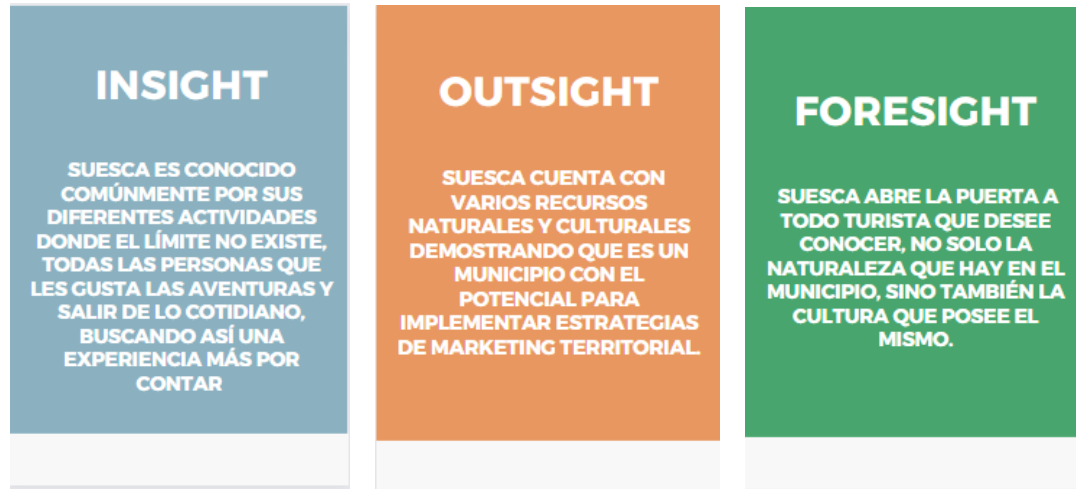 INSIGHT
SUESCA ES CONOCIDO
COMÚNMENTE POR SUS
DIFERENTES ACTIVIDADES
DONDE EL LÍMITE NO EXISTE,
TODAS LAS PERSONAS QUE
LES GUSTA LAS AVENTURAS Y
SALIR DE LO COTIDIANO,
BUSCANDO ASÍ UNA
EXPERIENCIA MÁS POR
CONTAR
OUTSIGHT
SUESCA CUENTA CON
VARIOS RECURSOS
NATURALES Y CULTURALES
DEMOSTRANDO QUE ES UN
MUNICIPIO CON EL
POTENCIAL PARA
IMPLEMENTAR ESTRATEGIAS
DE MARKETING TERRITORIAL.
FORESIGHT
SUESCA ABRE LA PUERTA A
TODO TURISTA QUE DESEE
CONOCER, NO SOLO LA
NATURALEZA QUE HAY EN EL
MUNICIPIO, SINO TAMBIÉN LA
CULTURA QUE POSEE EL
MISMO.